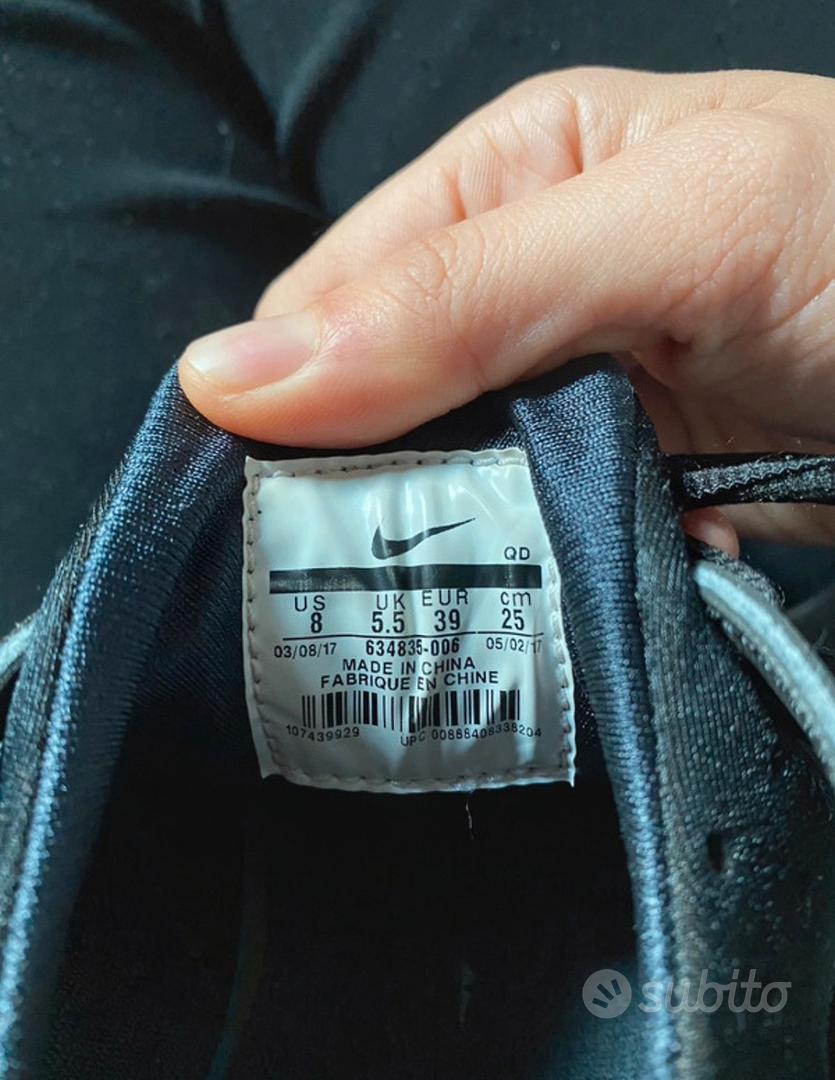 QD
US UK EUR cm
8 5.5 39 25
03/08/17 634835-006 05/02/17
MADE IN CHINA
FABRIQUE EN CHINE
107439929 UPC 00888408338204
subito